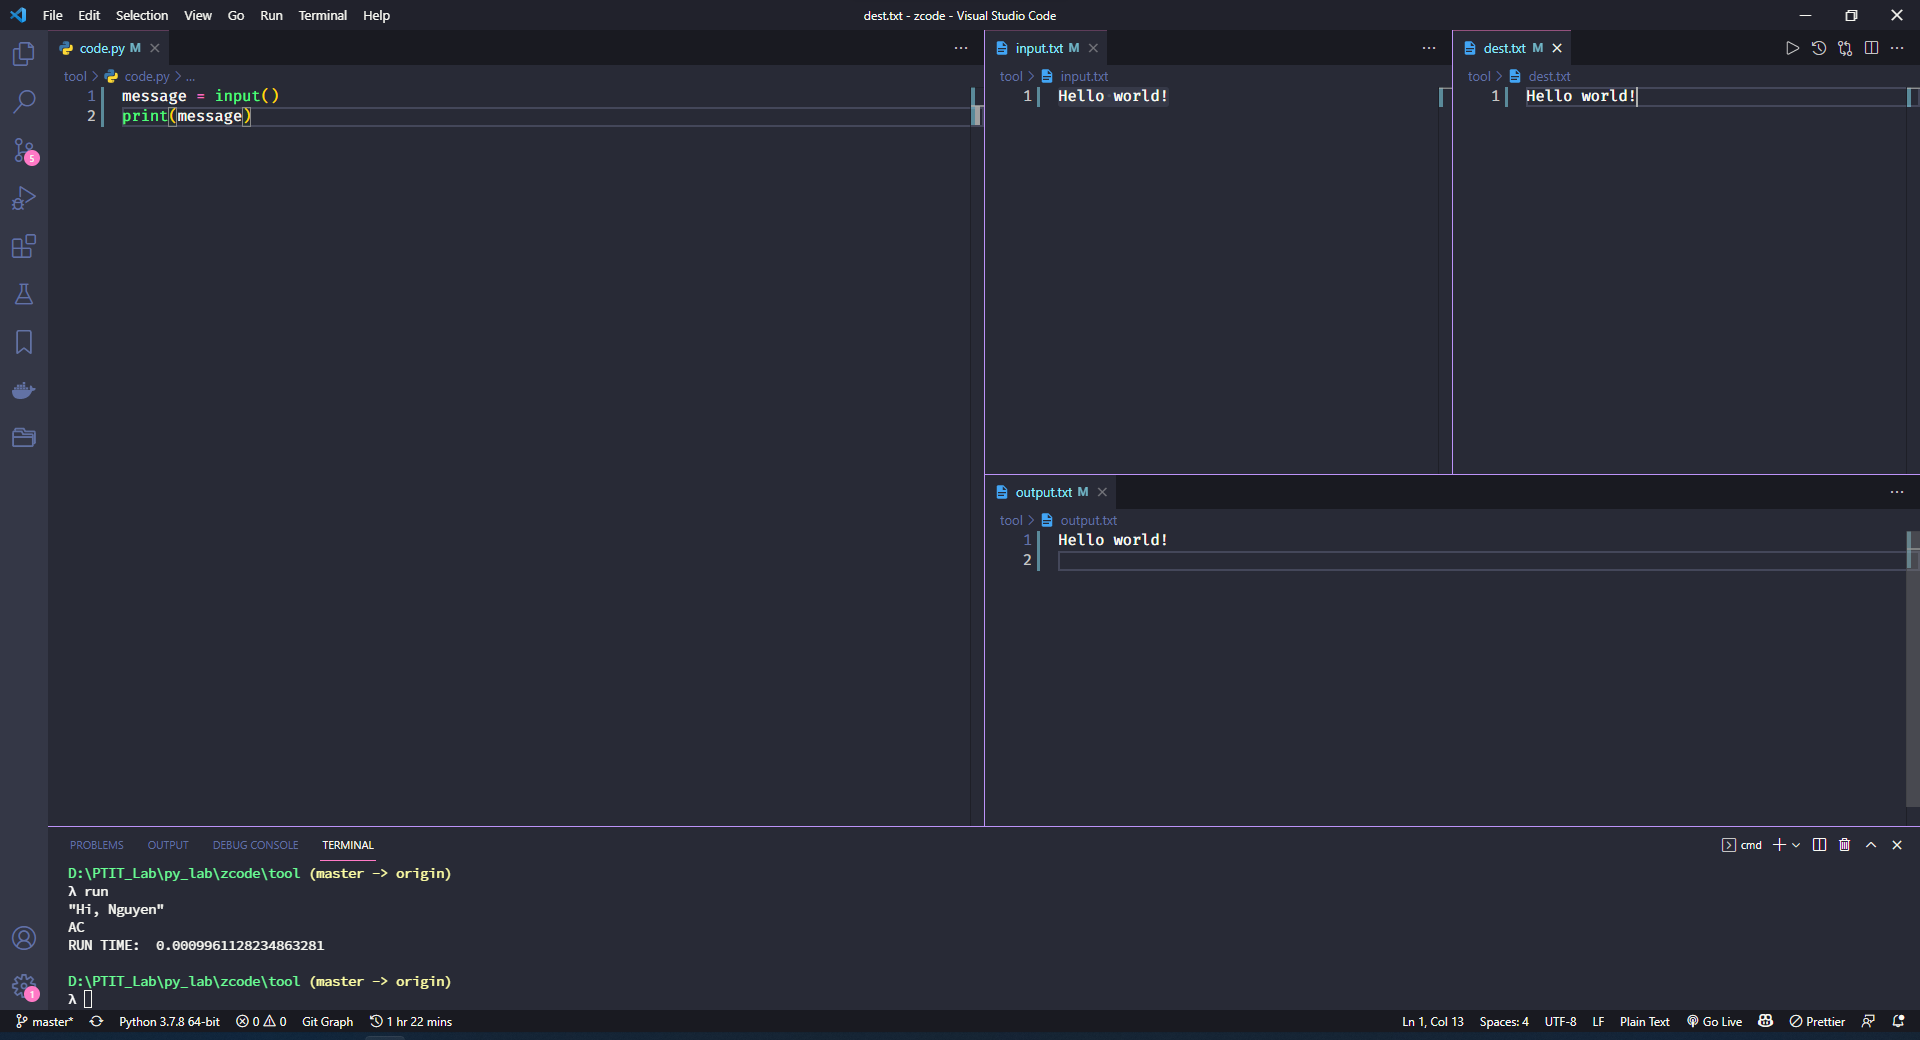 File Edit Selection View Go Run Terminal Help
dest.txt - zcode - Visual Studio Code
code.py M
tool > code.py > ...
1 message = input()
2 print(message)
input.txt M
tool > input.txt
1 Hello world!
dest.txt M
tool > dest.txt
1 Hello world!
output.txt M
tool > output.txt
1 Hello world!
2
5
1
PROBLEMS OUTPUT DEBUG CONSOLE TERMINAL
cmd
D:\PTIT_Lab\py_lab\zcode\tool (master -> origin)
λ run
"Hi, Nguyen"
AC
RUN TIME:  0.0009961128234863281
D:\PTIT_Lab\py_lab\zcode\tool (master -> origin)
λ
master* Python 3.7.8 64-bit 0 0 Git Graph 1 hr 22 mins
Ln 1, Col 13 Spaces: 4 UTF-8 LF Plain Text Go Live Prettier